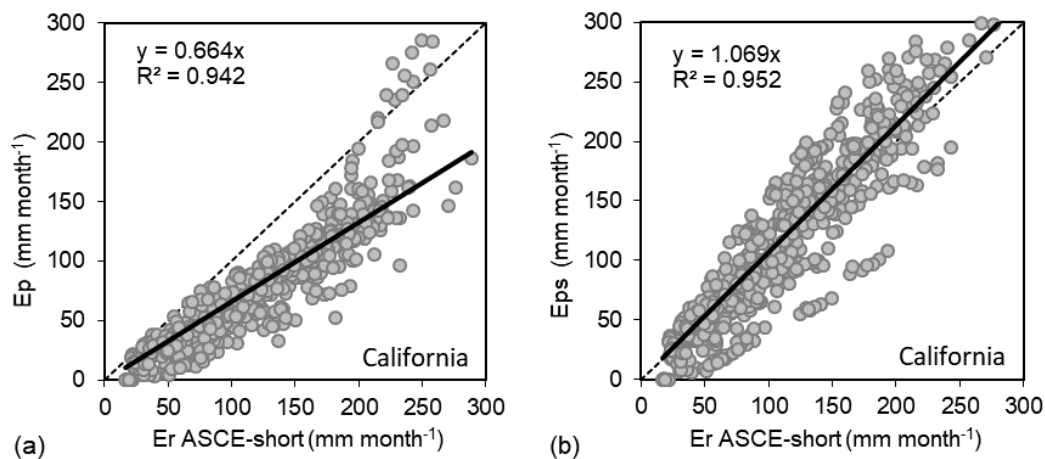 300
250
200
150
100
50
0
Ep (mm month-1)
y = 0.664x
R² = 0.942
California
0 50 100 150 200 250 300
(a) Er ASCE-short (mm month-1)
300
250
200
150
100
50
0
Eps (mm month-1)
y = 1.069x
R² = 0.952
California
0 50 100 150 200 250 300
(b) Er ASCE-short (mm month-1)